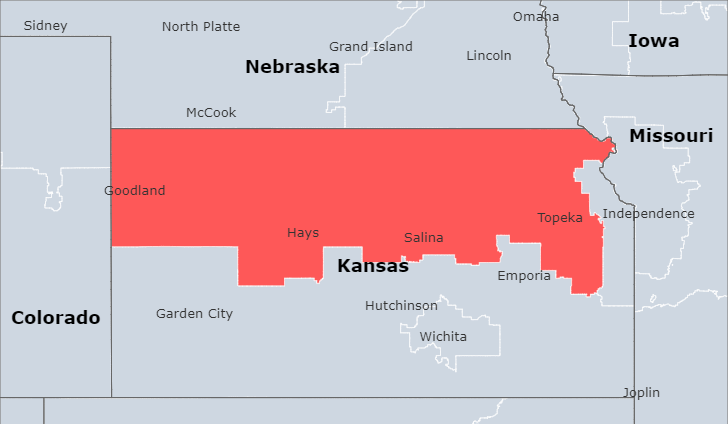 Omaha
Sidney
North Platte
Iowa
Grand Island
Lincoln
Nebraska
McCook
Missouri
Goodland
Independence
Topeka
Hays
Salina
Kansas
Emporia
Hutchinson
Garden City
Colorado
Wichita
Joplin